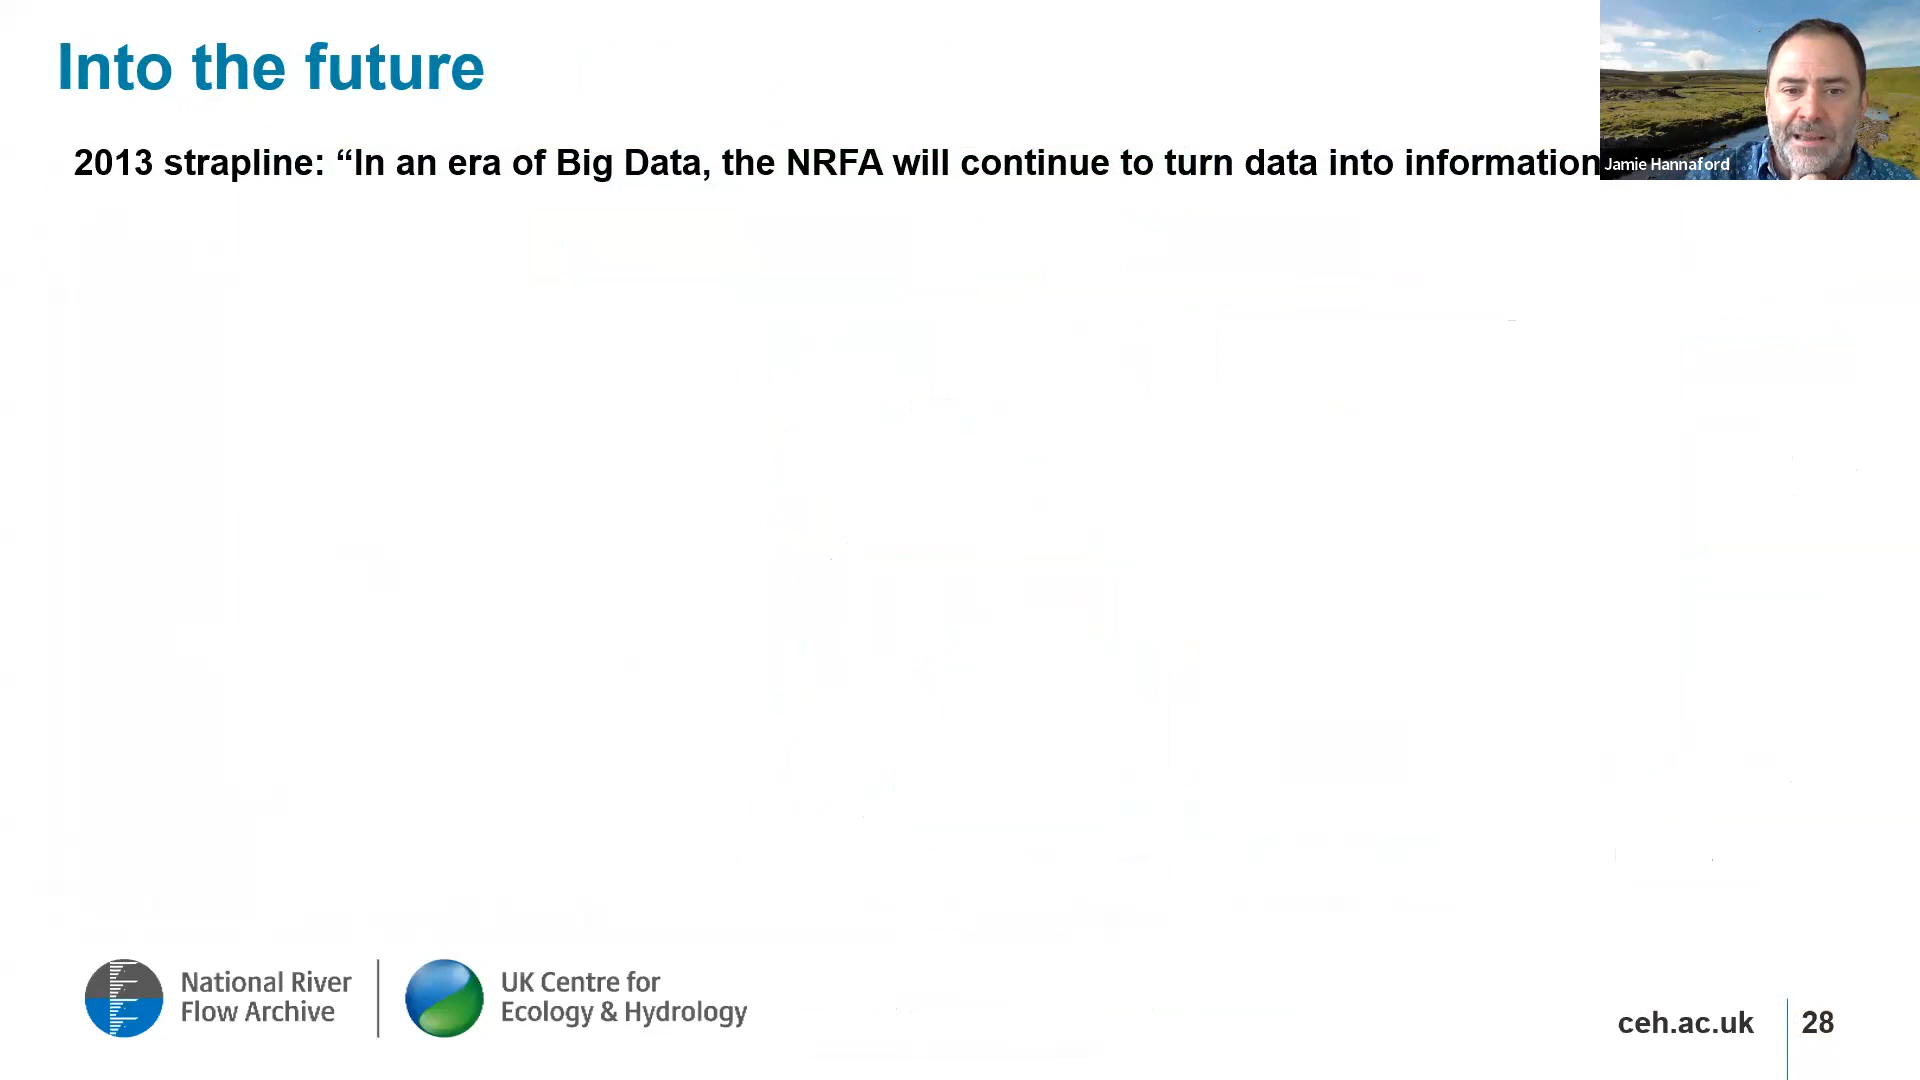 Into the future
2013 strapline: “In an era of Big Data, the NRFA will continue to turn data into information
Jamie Hannaford
National River
Flow Archive
UK Centre for
Ecology & Hydrology
ceh.ac.uk
28